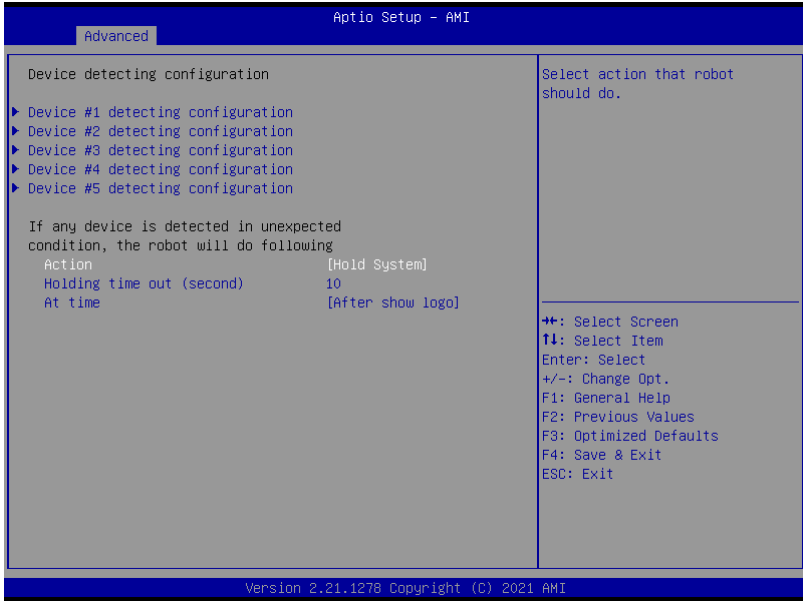 Aptio Setup – AMI
Advanced
Device detecting configuration
Device #1 detecting configuration
Device #2 detecting configuration
Device #3 detecting configuration
Device #4 detecting configuration
Device #5 detecting configuration
If any device is detected in unexpected
condition, the robot will do following
Action [Hold System]
Holding time out (second) 10
At time [After show logo]
Select action that robot
should do.
→←: Select Screen
↑↓: Select Item
Enter: Select
+/-: Change Opt.
F1: General Help
F2: Previous Values
F3: Optimized Defaults
F4: Save & Exit
ESC: Exit
Version 2.21.1278 Copyright (C) 2021 AMI